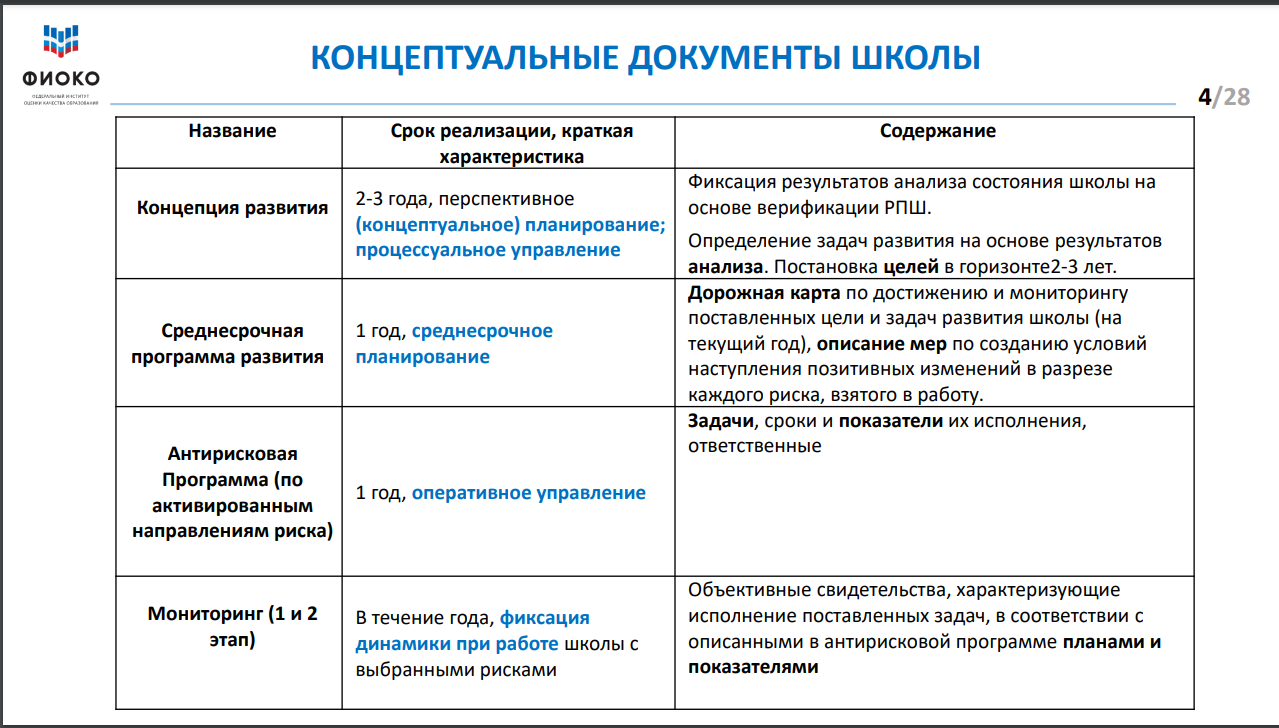 ФИОКО
ФЕДЕРАЛЬНЫЙ ИНСТИТУТ
ОЦЕНКИ КАЧЕСТВА ОБРАЗОВАНИЯ
КОНЦЕПТУАЛЬНЫЕ ДОКУМЕНТЫ ШКОЛЫ
4/28
Название
Срок реализации, краткая
характеристика
Содержание
Концепция развития
2-3 года, перспективное
(концептуальное) планирование;
процессуальное управление
Фиксация результатов анализа состояния школы на
основе верификации РПШ.
Определение задач развития на основе результатов
анализа. Постановка целей в горизонте2-3 лет.
Среднесрочная
программа развития
1 год, среднесрочное
планирование
Дорожная карта по достижению и мониторингу
поставленных цели и задач развития школы (на
текущий год), описание мер по созданию условий
наступления позитивных изменений в разрезе
каждого риска, взятого в работу.
Антирисковая
Программа (по
активированным
направлениям риска)
1 год, оперативное управление
Задачи, сроки и показатели их исполнения,
ответственные
Мониторинг (1 и 2
этап)
В течение года, фиксация
динамики при работе школы с
выбранными рисками
Объективные свидетельства, характеризующие
исполнение поставленных задач, в соответствии с
описанными в антирисковой программе планами и
показателями